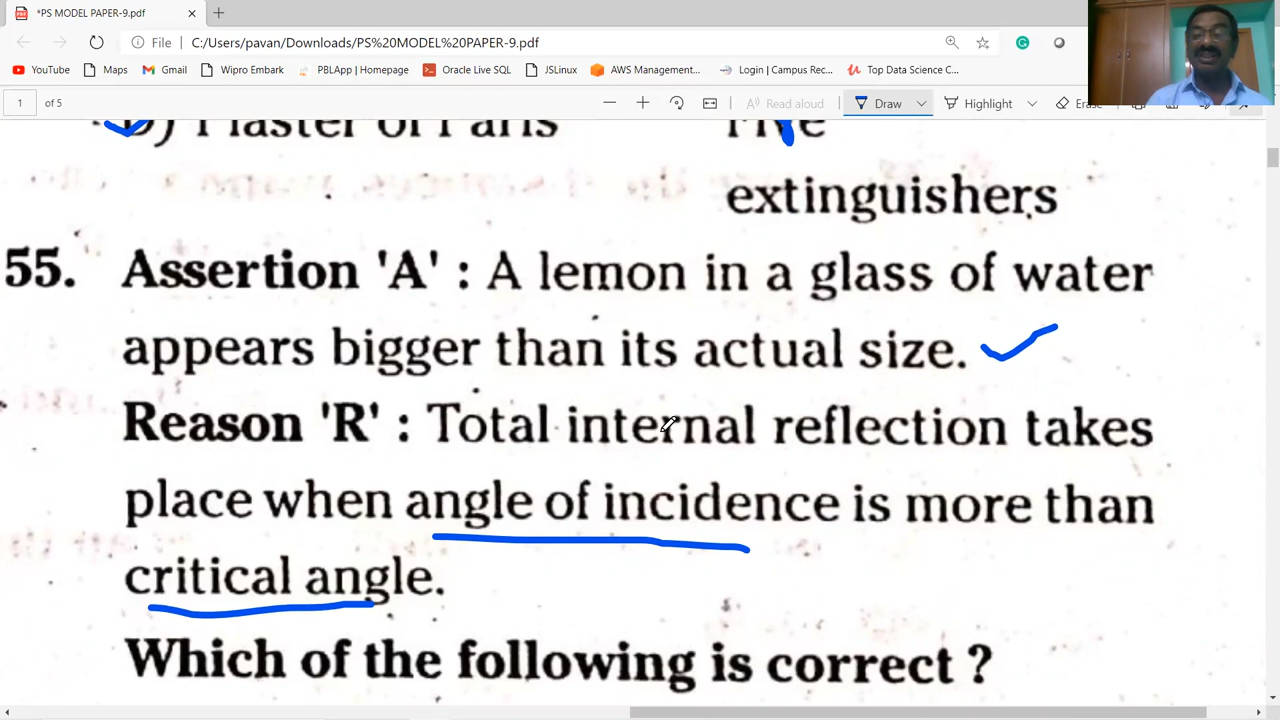 *PS MODEL PAPER-9.pdf
File C:/Users/pavan/Downloads/PS%20MODEL%20PAPER-9.pdf
YouTube Maps Gmail Wipro Embark PBLApp | Homepage Oracle Live SQL JSLinux AWS Management... Login | Campus Rec... Top Data Science C...
1 of 5 Read aloud Draw Highlight Erase
D) Plaster of Paris Five
extinguishers
55. Assertion 'A' : A lemon in a glass of water
appears bigger than its actual size.
Reason 'R' : Total internal reflection takes
place when angle of incidence is more than
critical angle.
Which of the following is correct ?